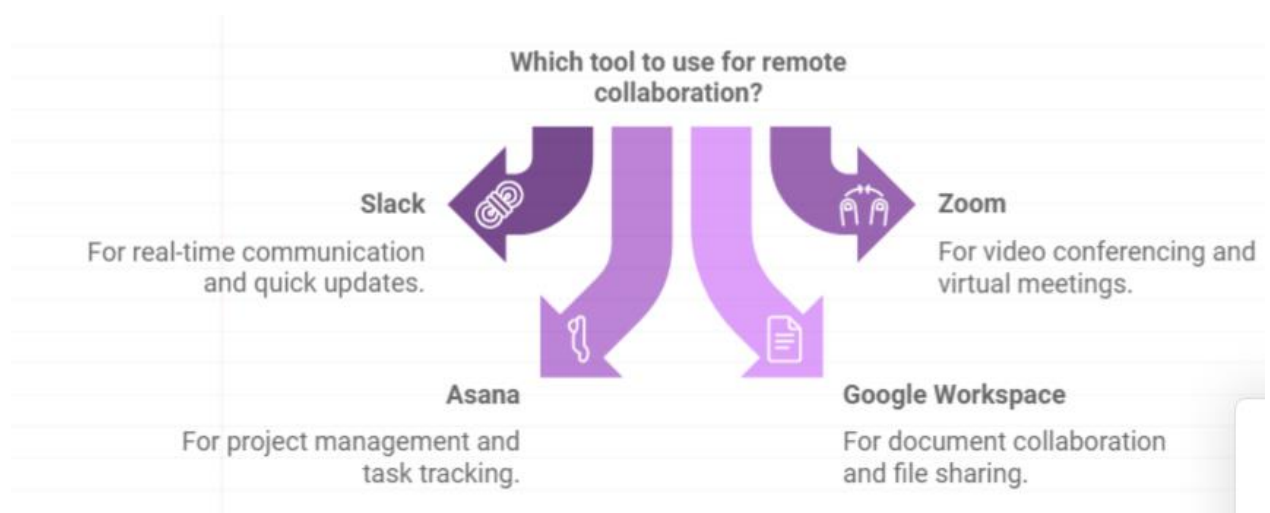 Which tool to use for remote
collaboration?
Slack
For real-time communication
and quick updates.
Zoom
For video conferencing and
virtual meetings.
Asana
For project management and
task tracking.
Google Workspace
For document collaboration
and file sharing.